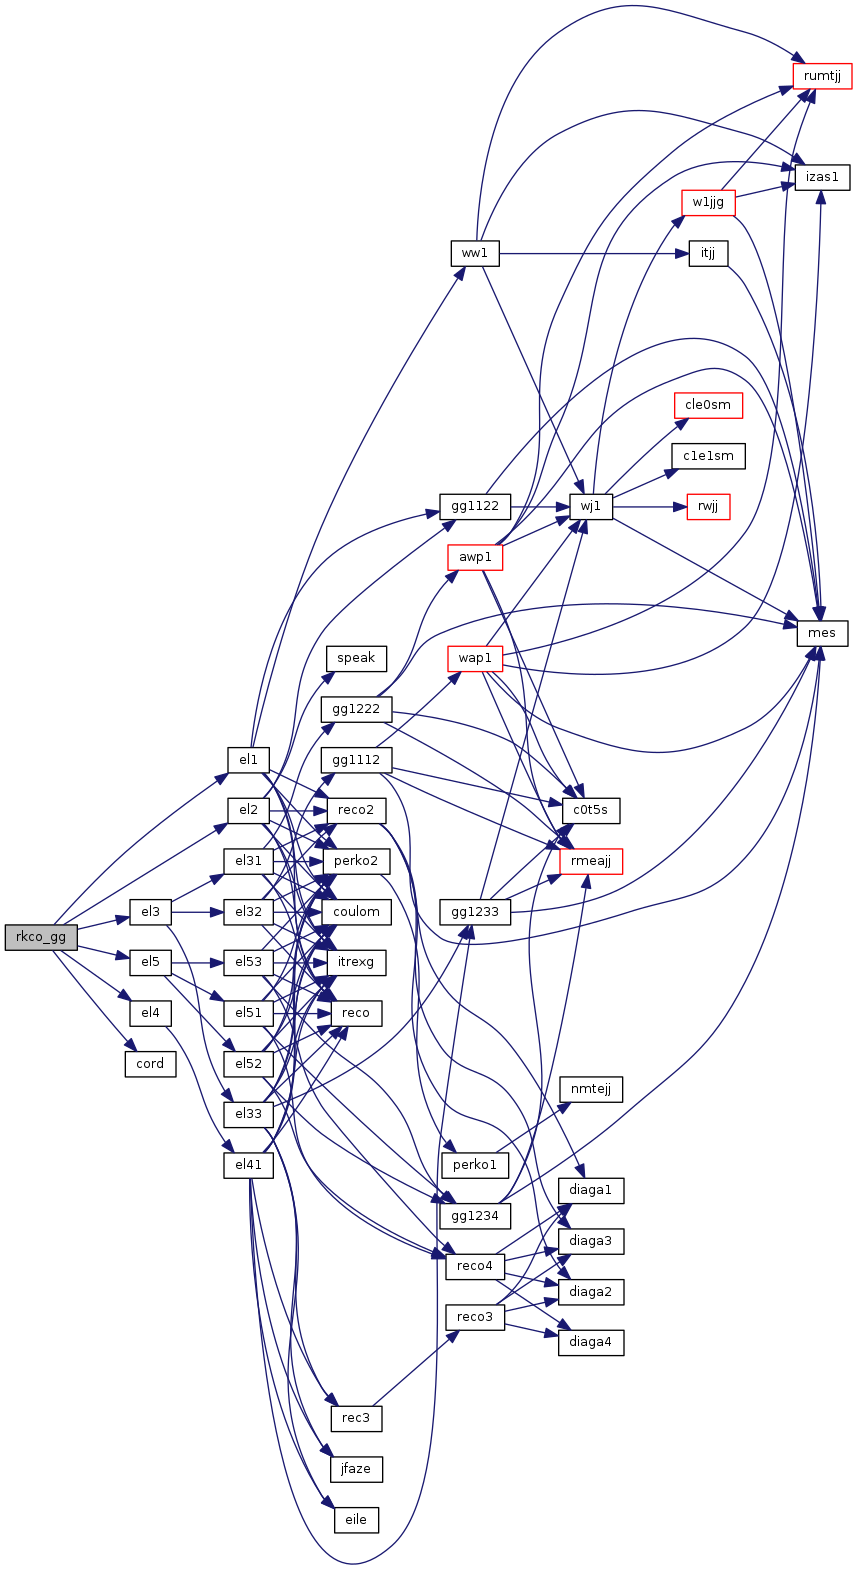 rumtjj
izas1
w1jjg
ww1
itjj
cle0sm
c1e1sm
gg1122
wj1
rwjj
awp1
mes
speak
wap1
gg1222
el1
gg1112
el2
reco2
c0t5s
el31
perko2
rmeajj
el3
el32
coulom
gg1233
rkco_gg
el5
el53
itrexg
el4
el51
reco
cord
el52
nmtejj
el33
el41
perko1
diaga1
gg1234
diaga3
reco4
diaga2
reco3
diaga4
rec3
jfaze
eile